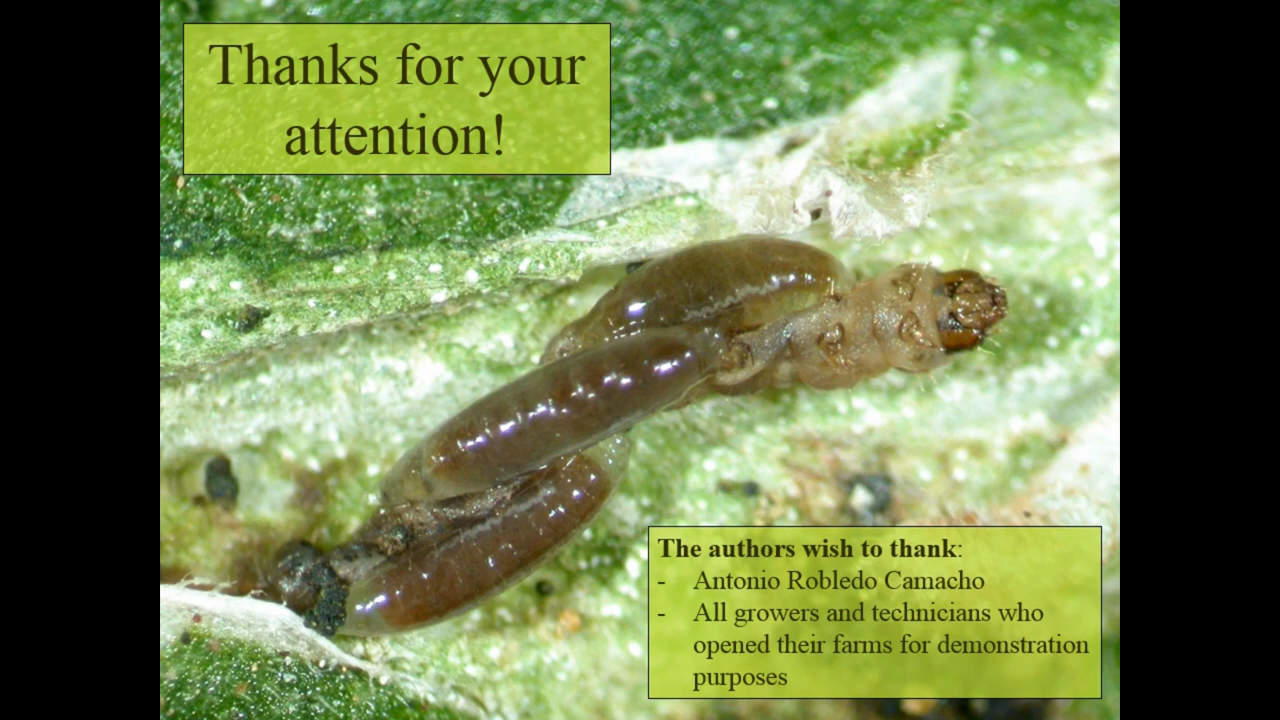 Thanks for your
attention!
The authors wish to thank:
- Antonio Robledo Camacho
- All growers and technicians who
opened their farms for demonstration
purposes